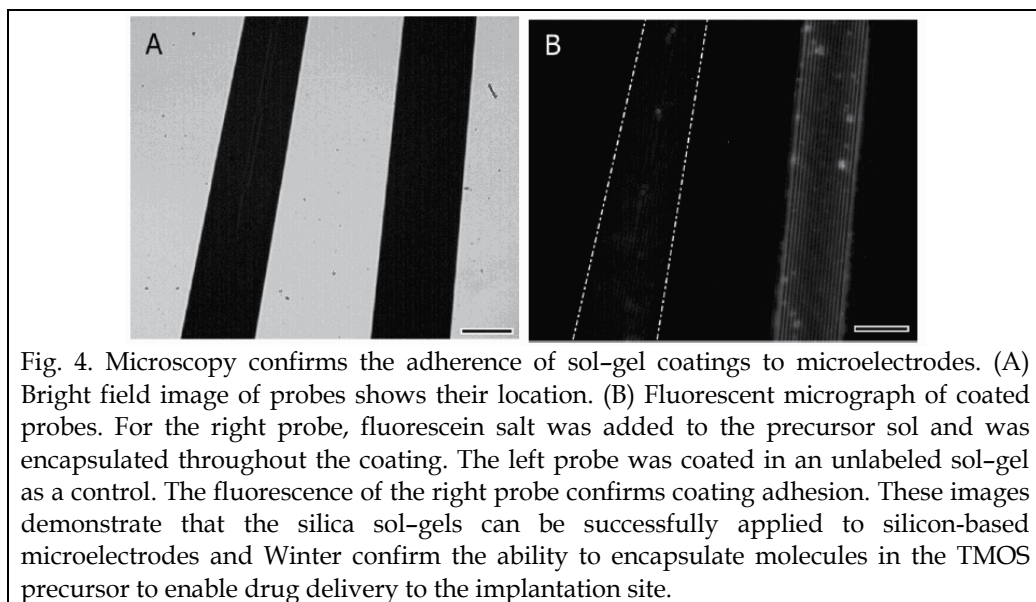 A
B
Fig. 4. Microscopy confirms the adherence of sol–gel coatings to microelectrodes. (A)
Bright field image of probes shows their location. (B) Fluorescent micrograph of coated
probes. For the right probe, fluorescein salt was added to the precursor sol and was
encapsulated throughout the coating. The left probe was coated in an unlabeled sol–gel
as a control. The fluorescence of the right probe confirms coating adhesion. These images
demonstrate that the silica sol–gels can be successfully applied to silicon-based
microelectrodes and Winter confirm the ability to encapsulate molecules in the TMOS
precursor to enable drug delivery to the implantation site.